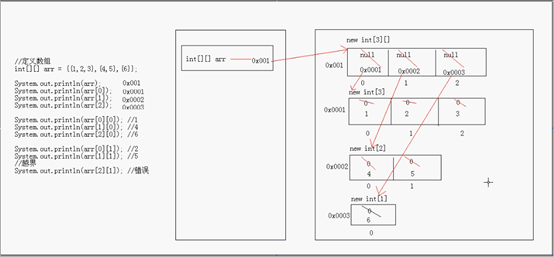 //定义数组
int[][] arr = {{1,2,3},{4,5},{6}};
System.out.println(arr); 0x001
System.out.println(arr[0]); 0x0001
System.out.println(arr[1]); 0x0002
System.out.println(arr[2]); 0x0003
System.out.println(arr[0][0]); //1
System.out.println(arr[1][0]); //4
System.out.println(arr[2][0]); //6
System.out.println(arr[0][1]); //2
System.out.println(arr[1][1]); //5
//越界
System.out.println(arr[2][1]); //错误
int[][] arr 0x001
new int[3][]
null null null
0x001 0x0001 0x0002 0x0003
0 1 2
new int[3]
0 0 0
0x0001 1 2 3
0 1 2
new int[2]
0 0
0x0002 4 5
0 1
new int[1]
0
0x0003 6
0